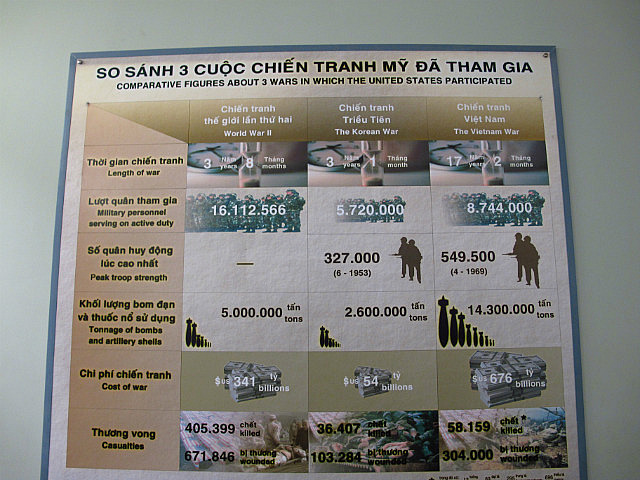 SO SÁNH 3 CUỘC CHIẾN TRANH MỸ ĐÃ THAM GIA
COMPARATIVE FIGURES ABOUT 3 WARS IN WHICH THE UNITED STATES PARTICIPATED
Chiến tranh
thế giới lần thứ hai
World War II
Chiến tranh
Triều Tiên
The Korean War
Chiến tranh
Việt Nam
The Vietnam War
Thời gian chiến tranh
Length of war
3 Năm years 8 Tháng months
3 Năm years 1 Tháng months
17 Năm years 2 Tháng months
Lượt quân tham gia
Military personnel
serving on active duty
16.112.566
5.720.000
8.744.000
Số quân huy động
lúc cao nhất
Peak troop strength
—
327.000
(6 - 1953)
549.500
(4 - 1969)
Khối lượng bom đạn
và thuốc nổ sử dụng
Tonnage of bombs
and artillery shells
5.000.000 tấn tons
2.600.000 tấn tons
14.300.000 tấn tons
Chi phí chiến tranh
Cost of war
$US 341 tỷ billions
$US 54 tỷ billions
$US 676 tỷ billions
Thương vong
Casualties
405.399 chết killed
671.846 bị thương wounded
36.407 chết killed
103.284 bị thương wounded
58.159 chết * killed
304.000 bị thương wounded